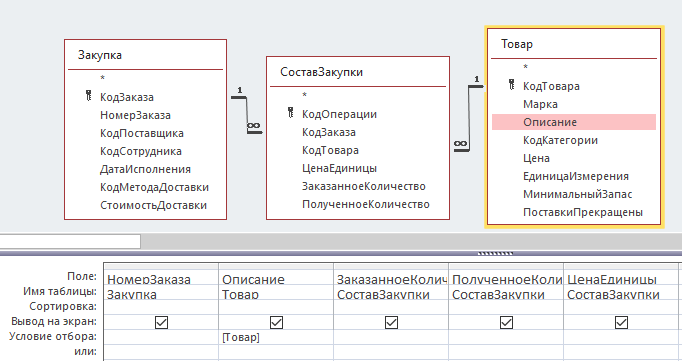 Закупка
*
КодЗаказа
НомерЗаказа
КодПоставщика
КодСотрудника
ДатаИсполнения
КодМетодаДоставки
СтоимостьДоставки
1
∞
СоставЗакупки
*
КодОперации
КодЗаказа
КодТовара
ЦенаЕдиницы
ЗаказанноеКоличество
ПолученноеКоличество
1
∞
Товар
*
КодТовара
Марка
Описание
КодКатегории
Цена
ЕдиницаИзмерения
МинимальныйЗапас
ПоставкиПрекращены
Поле: НомерЗаказа Описание ЗаказанноеКолич ПолученноеКоли ЦенаЕдиницы
Имя таблицы: Закупка Товар СоставЗакупки СоставЗакупки СоставЗакупки
Сортировка:
Вывод на экран:
Условие отбора: [Товар]
или: